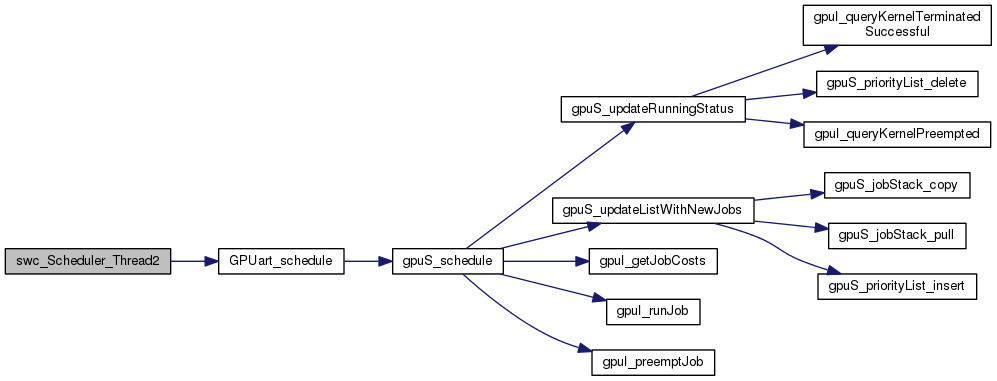 gpuI_queryKernelTerminated
Successful
gpuS_priorityList_delete
gpuS_updateRunningStatus
gpuI_queryKernelPreempted
gpuS_jobStack_copy
gpuS_updateListWithNewJobs
gpuS_jobStack_pull
swc_Scheduler_Thread2
GPUart_schedule
gpuS_schedule
gpuI_getJobCosts
gpuS_priorityList_insert
gpuI_runJob
gpuI_preemptJob